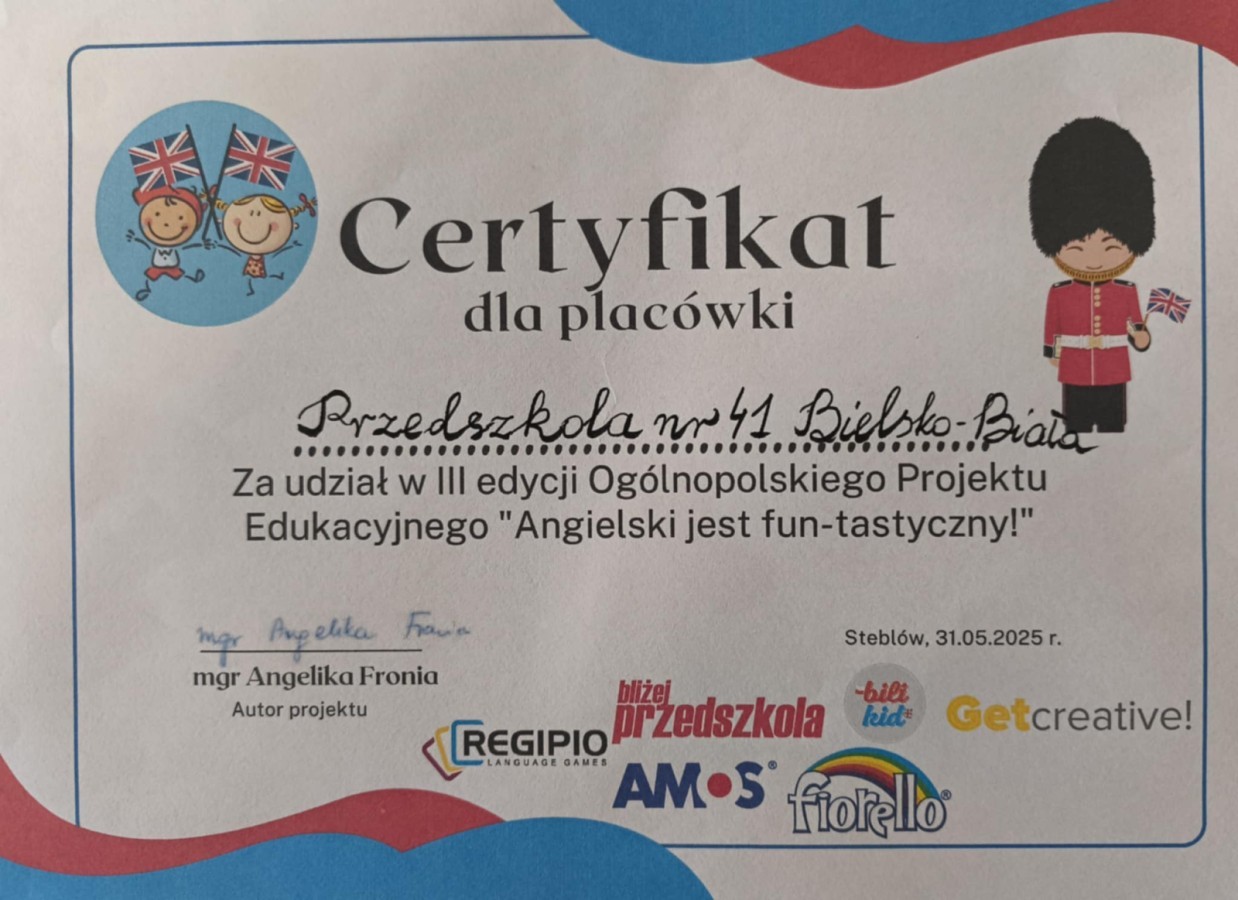 Certyfikat
dla placówki
Przedszkola nr 41 Bielsko-Biała
Za udział w III edycji Ogólnopolskiego Projektu
Edukacyjnego "Angielski jest fun-tastyczny!"
mgr Angelika Fronia
mgr Angelika Fronia
Autor projektu
Steblów, 31.05.2025 r.
REGIPIO
LANGUAGE GAMES
bliżej
przedszkola
bili
kid
Getcreative!
AMOS®
fiorello®